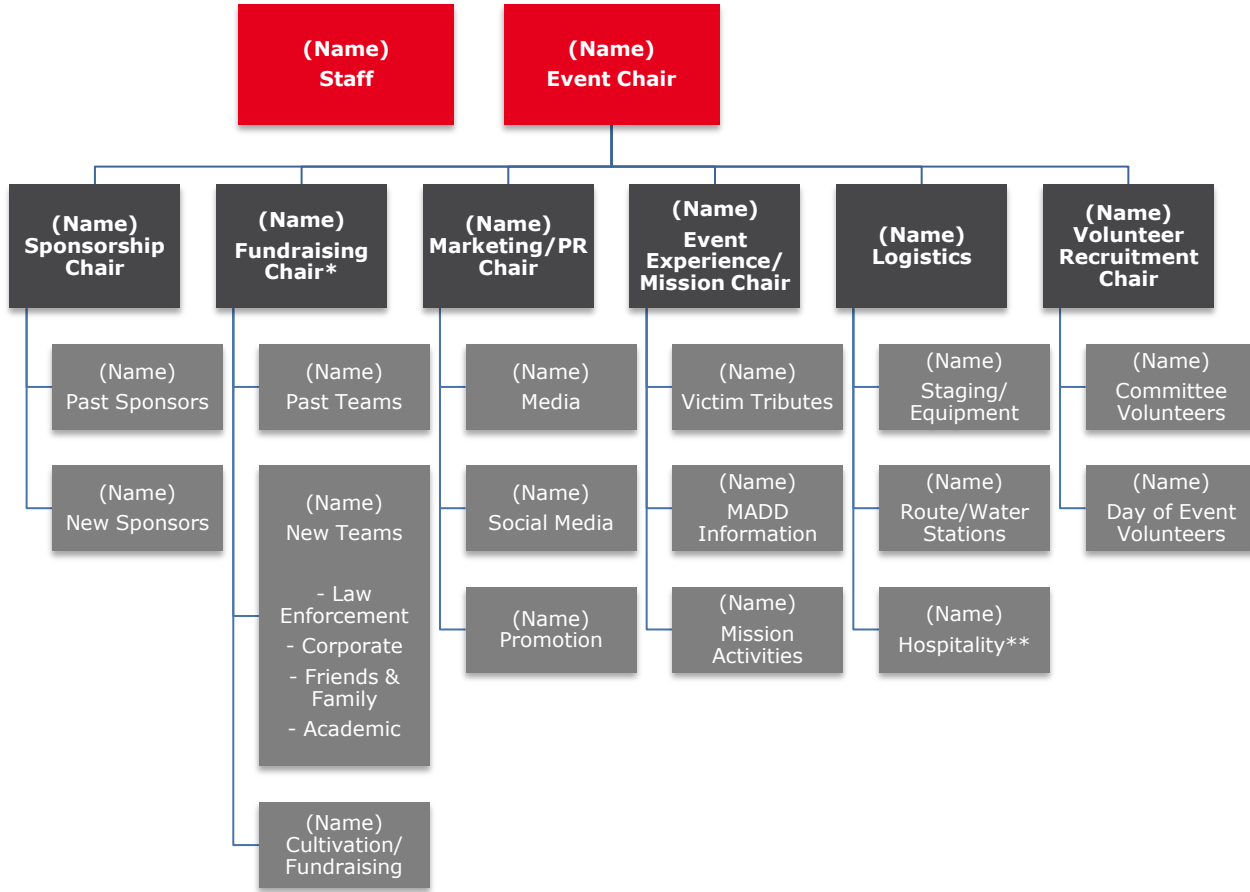 (Name)
Staff
(Name)
Event Chair
(Name)
Sponsorship
Chair
(Name)
Fundraising
Chair*
(Name)
Marketing/PR
Chair
(Name)
Event
Experience/
Mission Chair
(Name)
Logistics
(Name)
Volunteer
Recruitment
Chair
(Name)
Past Sponsors
(Name)
New Sponsors
(Name)
Past Teams
(Name)
New Teams
- Law
Enforcement
- Corporate
- Friends &
Family
- Academic
(Name)
Cultivation/
Fundraising
(Name)
Media
(Name)
Social Media
(Name)
Promotion
(Name)
Victim Tributes
(Name)
MADD
Information
(Name)
Mission
Activities
(Name)
Staging/
Equipment
(Name)
Route/Water
Stations
(Name)
Hospitality**
(Name)
Committee
Volunteers
(Name)
Day of Event
Volunteers